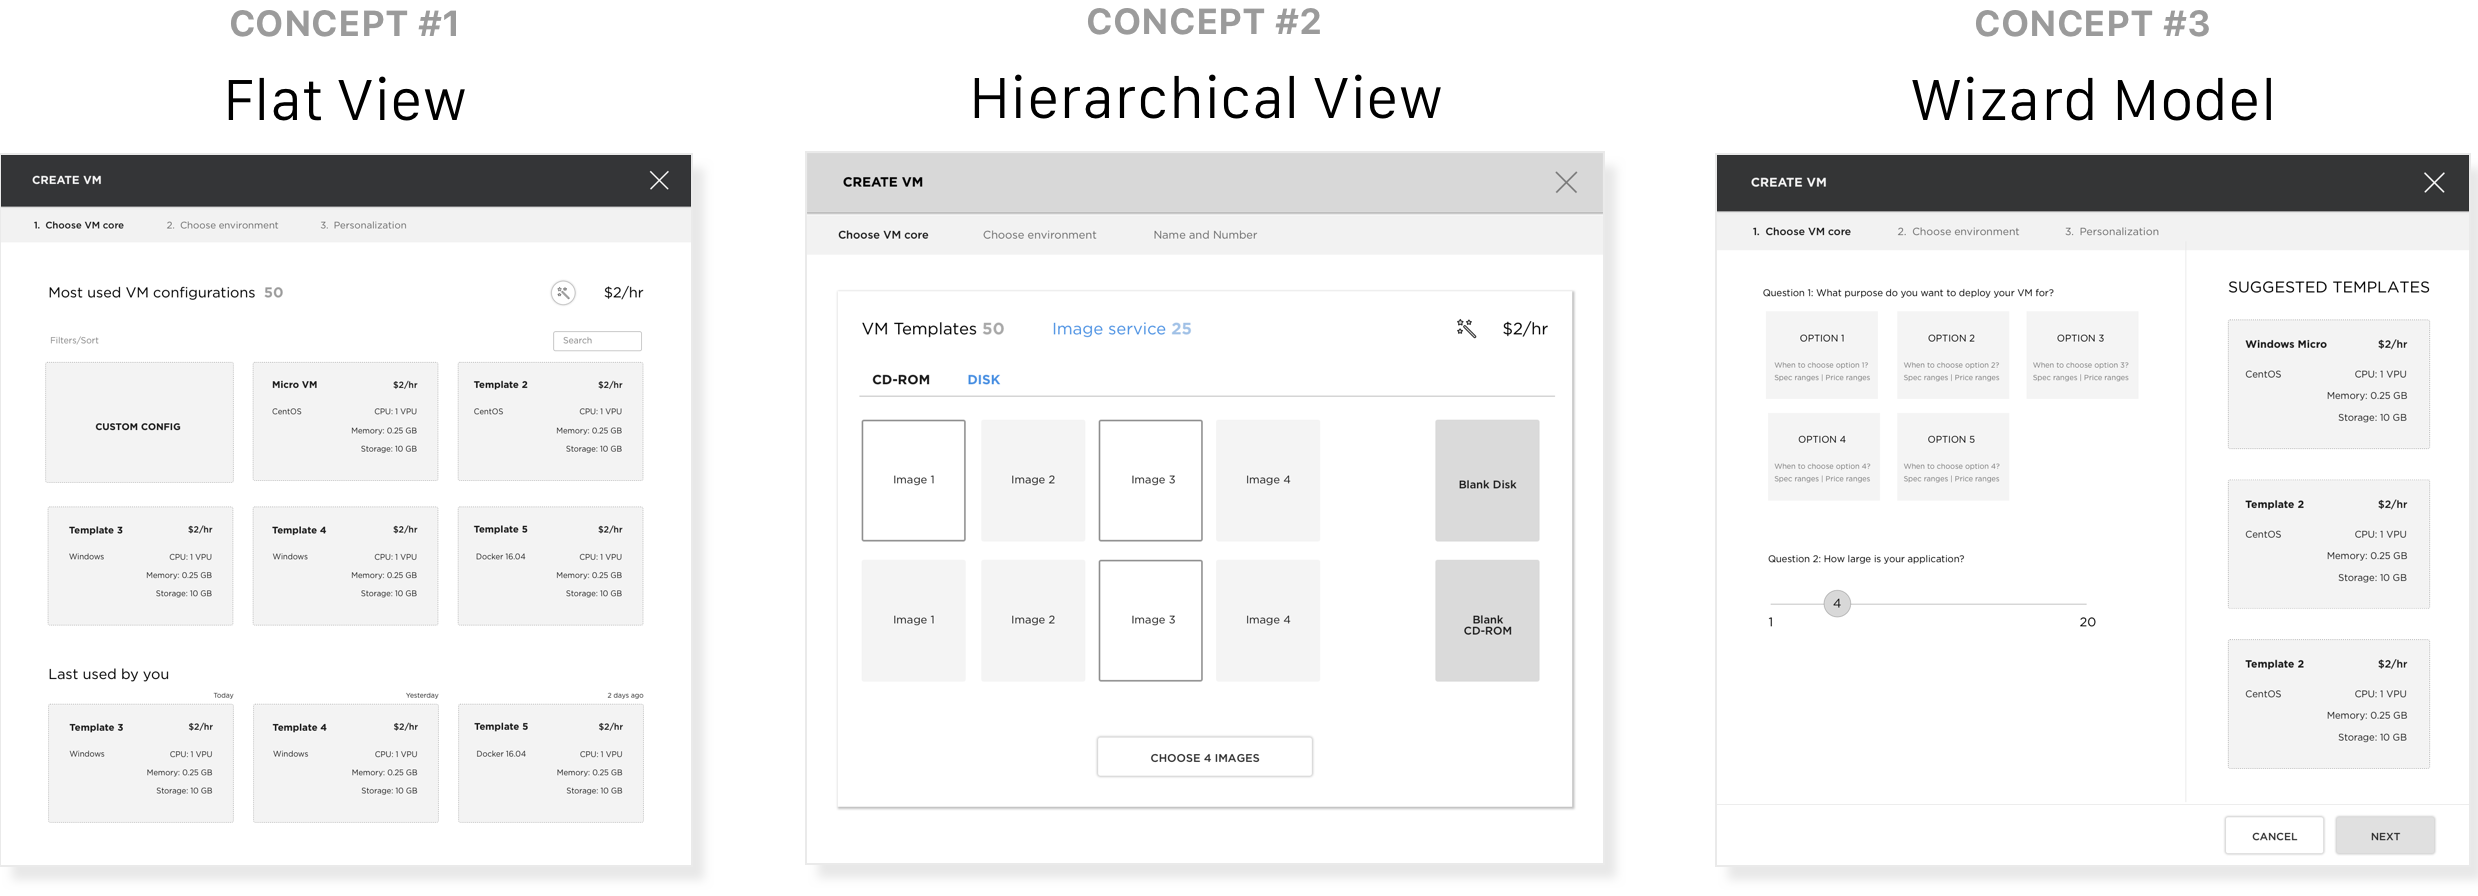 CONCEPT #1
Flat View
CREATE VM
1. Choose VM core 2. Choose environment 3. Personalization
Most used VM configurations 50 $2/hr
Filters/Sort Search
CUSTOM CONFIG
Micro VM $2/hr
CentOS CPU: 1 VPU
Memory: 0.25 GB
Storage: 10 GB
Template 2 $2/hr
CentOS CPU: 1 VPU
Memory: 0.25 GB
Storage: 10 GB
Template 3 $2/hr
Windows CPU: 1 VPU
Memory: 0.25 GB
Storage: 10 GB
Template 4 $2/hr
Windows CPU: 1 VPU
Memory: 0.25 GB
Storage: 10 GB
Template 5 $2/hr
Docker 16.04 CPU: 1 VPU
Memory: 0.25 GB
Storage: 10 GB
Last used by you
Today
Template 3 $2/hr
Windows CPU: 1 VPU
Memory: 0.25 GB
Storage: 10 GB
Yesterday
Template 4 $2/hr
Windows CPU: 1 VPU
Memory: 0.25 GB
Storage: 10 GB
2 days ago
Template 5 $2/hr
Docker 16.04 CPU: 1 VPU
Memory: 0.25 GB
Storage: 10 GB
CONCEPT #2
Hierarchical View
CREATE VM
Choose VM core Choose environment Name and Number
VM Templates 50 Image service 25 $2/hr
CD-ROM DISK
Image 1 Image 2 Image 3 Image 4 Blank Disk
Image 1 Image 2 Image 3 Image 4 Blank
CD-ROM
CHOOSE 4 IMAGES
CONCEPT #3
Wizard Model
CREATE VM
1. Choose VM core 2. Choose environment 3. Personalization
Question 1: What purpose do you want to deploy your VM for?
OPTION 1
When to choose option 1?
Spec ranges | Price ranges
OPTION 2
When to choose option 2?
Spec ranges | Price ranges
OPTION 3
When to choose option 3?
Spec ranges | Price ranges
OPTION 4
When to choose option 4?
Spec ranges | Price ranges
OPTION 5
When to choose option 4?
Spec ranges | Price ranges
Question 2: How large is your application?
4
1 20
SUGGESTED TEMPLATES
Windows Micro $2/hr
CentOS CPU: 1 VPU
Memory: 0.25 GB
Storage: 10 GB
Template 2 $2/hr
CentOS CPU: 1 VPU
Memory: 0.25 GB
Storage: 10 GB
Template 2 $2/hr
CentOS CPU: 1 VPU
Memory: 0.25 GB
Storage: 10 GB
CANCEL NEXT